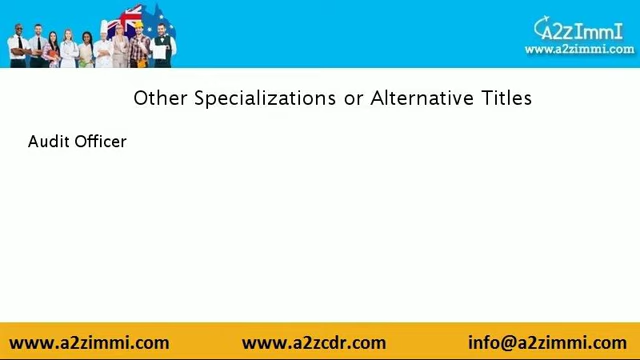 A2zImmI
www.a2zimmi.com
Other Specializations or Alternative Titles
Audit Officer
www.a2zimmi.com
www.a2zcdr.com
info@a2zimmi.com